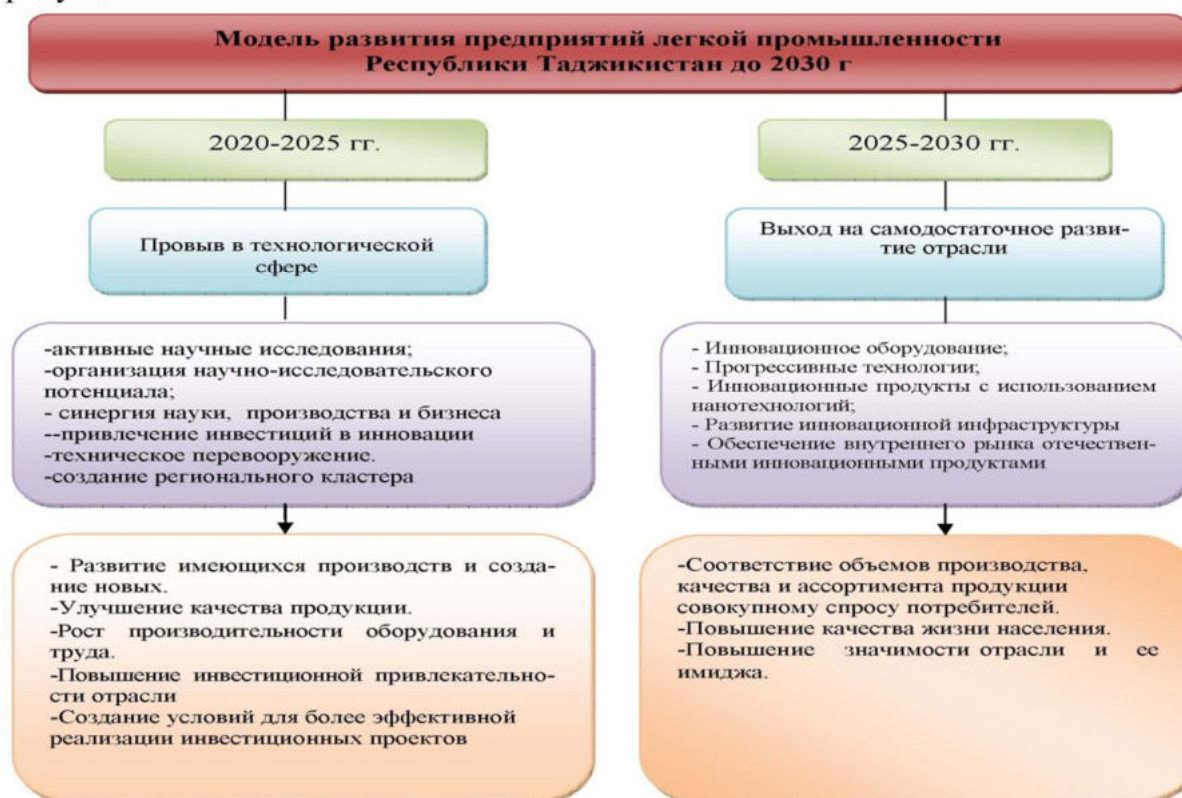 Модель развития предприятий легкой промышленности
Республики Таджикистан до 2030 г
2020-2025 гг.
Провыв в технологической
сфере
-активные научные исследования;
-организация научно-исследовательского
потенциала;
- синергия науки, производства и бизнеса
--привлечение инвестиций в инновации
-техническое перевооружение.
-создание регионального кластера
- Развитие имеющихся производств и созда-
ние новых.
-Улучшение качества продукции.
-Рост производительности оборудования и
труда.
-Повышение инвестиционной привлекательно-
сти отрасли
-Создание условий для более эффективной
реализации инвестиционных проектов
2025-2030 гг.
Выход на самодостаточное разви-
тие отрасли
- Инновационное оборудование;
- Прогрессивные технологии;
- Инновационные продукты с использованием
нанотехнологий;
- Развитие инновационной инфраструктуры
- Обеспечение внутреннего рынка отечествен-
ными инновационными продуктами
-Соответствие объемов производства,
качества и ассортимента продукции
совокупному спросу потребителей.
-Повышение качества жизни населения.
-Повышение значимости отрасли и ее
имиджа.